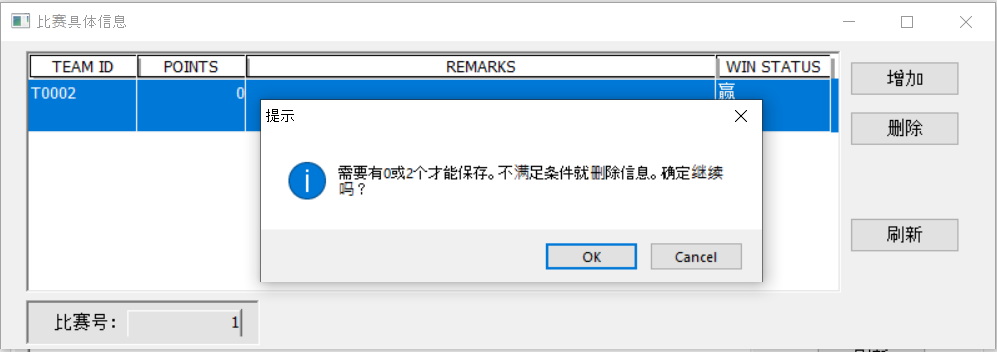 比赛具体信息
TEAM ID POINTS REMARKS WIN STATUS
T0002 0 赢
增加
删除
刷新
提示
需要有0或2个才能保存。不满足条件就删除信息。确定继续
吗？
OK Cancel
比赛号： 1